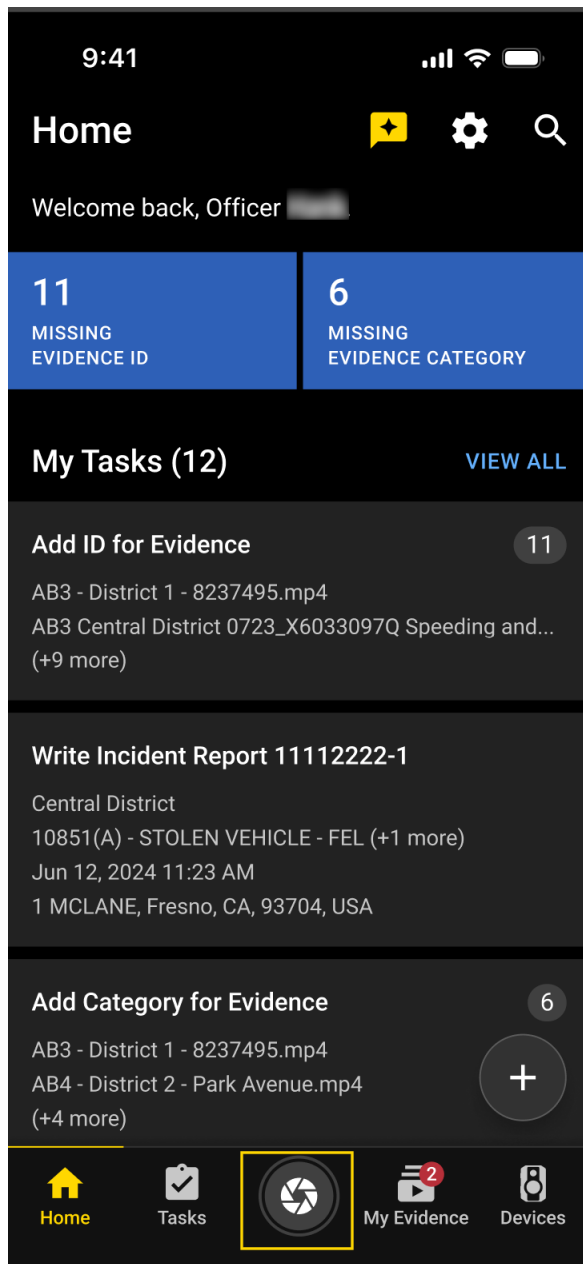 9:41
Home
Welcome back, Officer
11
MISSING
EVIDENCE ID
6
MISSING
EVIDENCE CATEGORY
My Tasks (12)
VIEW ALL
Add ID for Evidence
11
AB3 - District 1 - 8237495.mp4
AB3 Central District 0723_X6033097Q Speeding and...
(+9 more)
Write Incident Report 11112222-1
Central District
10851(A) - STOLEN VEHICLE - FEL (+1 more)
Jun 12, 2024 11:23 AM
1 MCLANE, Fresno, CA, 93704, USA
Add Category for Evidence
6
AB3 - District 1 - 8237495.mp4
AB4 - District 2 - Park Avenue.mp4
(+4 more)
+
2
Home
Tasks
My Evidence
Devices